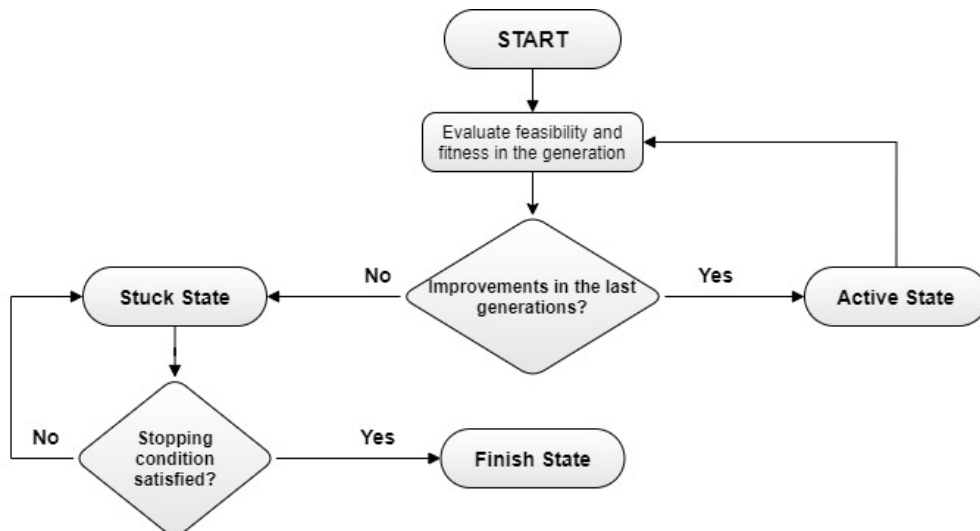 START
Evaluate feasibility and
fitness in the generation
No
Improvements in the last
generations?
Yes
Stuck State
Active State
No
Stopping
condition
satisfied?
Yes
Finish State